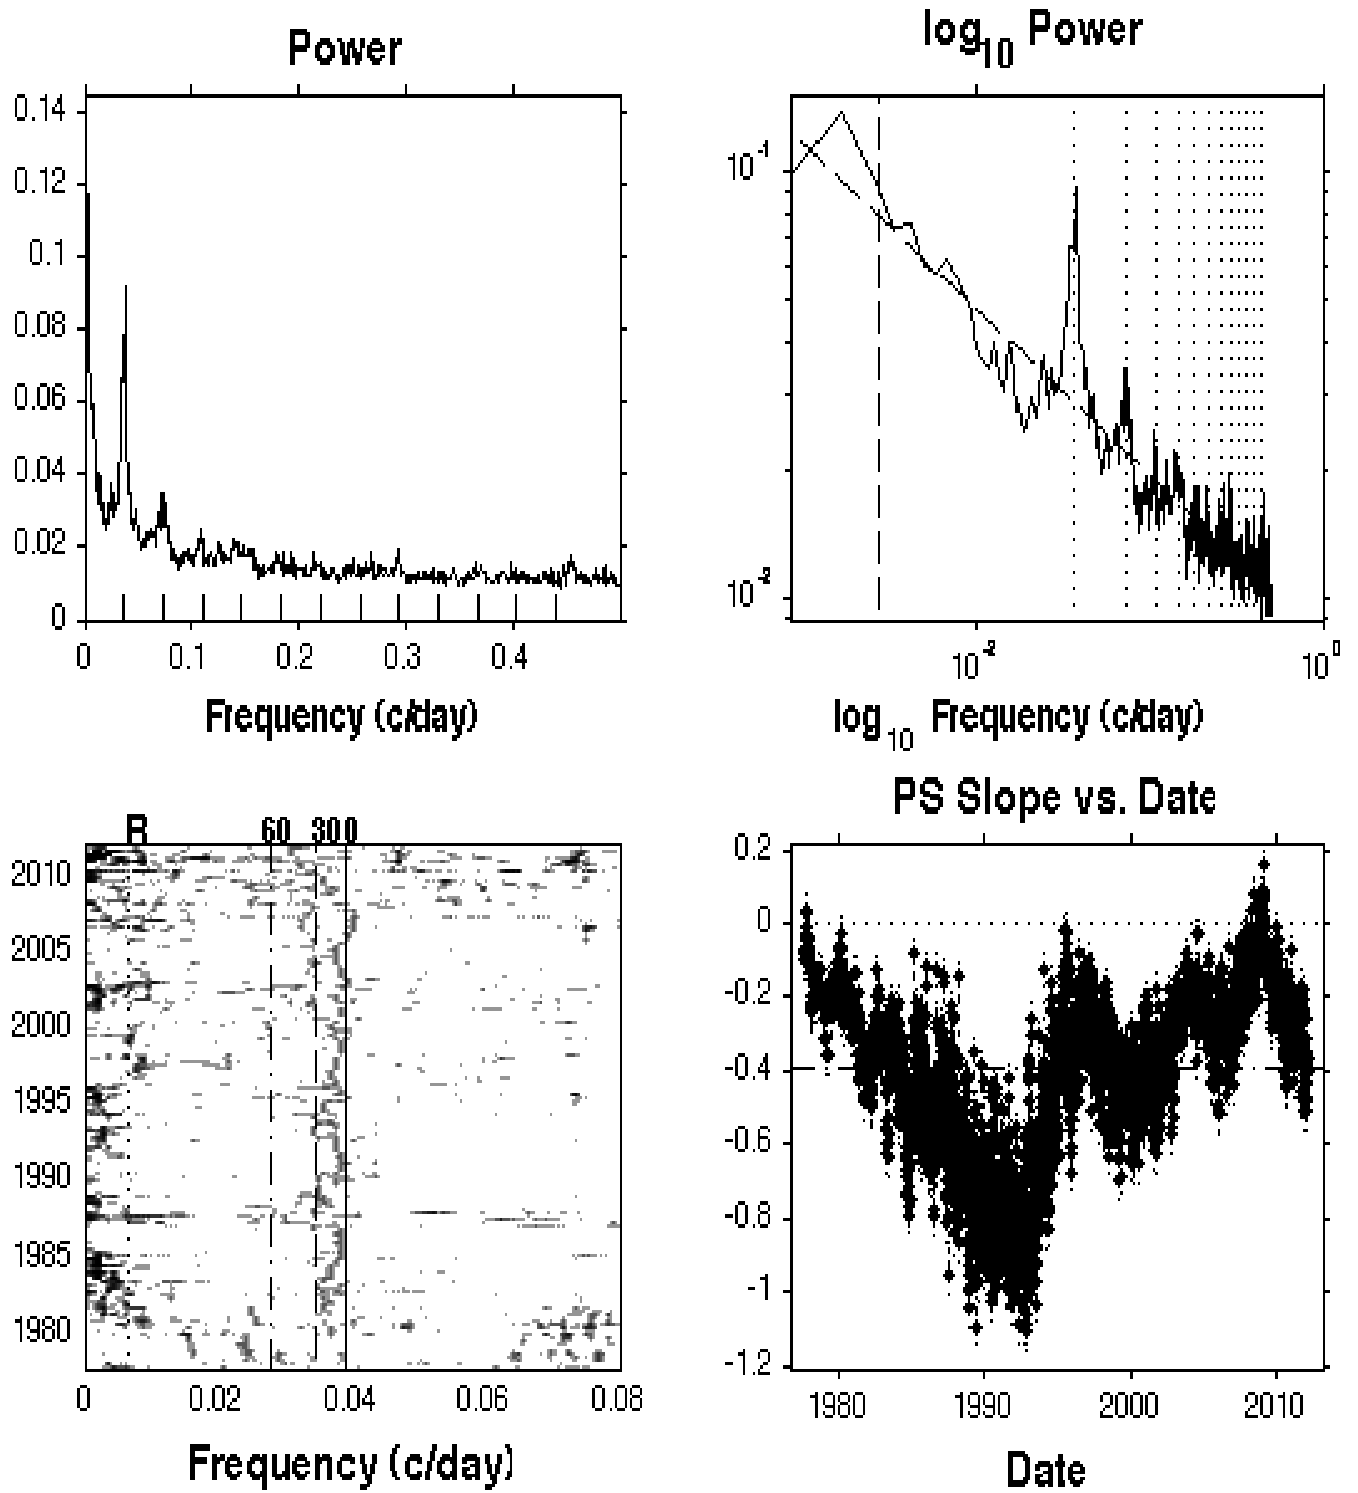 Power
0.14
0.12
0.1
0.08
0.06
0.04
0.02
0
0 0.1 0.2 0.3 0.4
Frequency (c/day)
log10 Power
10-1
10-2
10-2 100
log10 Frequency (c/day)
R 60 30 0
2010
2005
2000
1995
1990
1985
1980
0 0.02 0.04 0.06 0.08
Frequency (c/day)
PS Slope vs. Date
0.2
0
-0.2
-0.4
-0.6
-0.8
-1
-1.2
1980 1990 2000 2010
Date